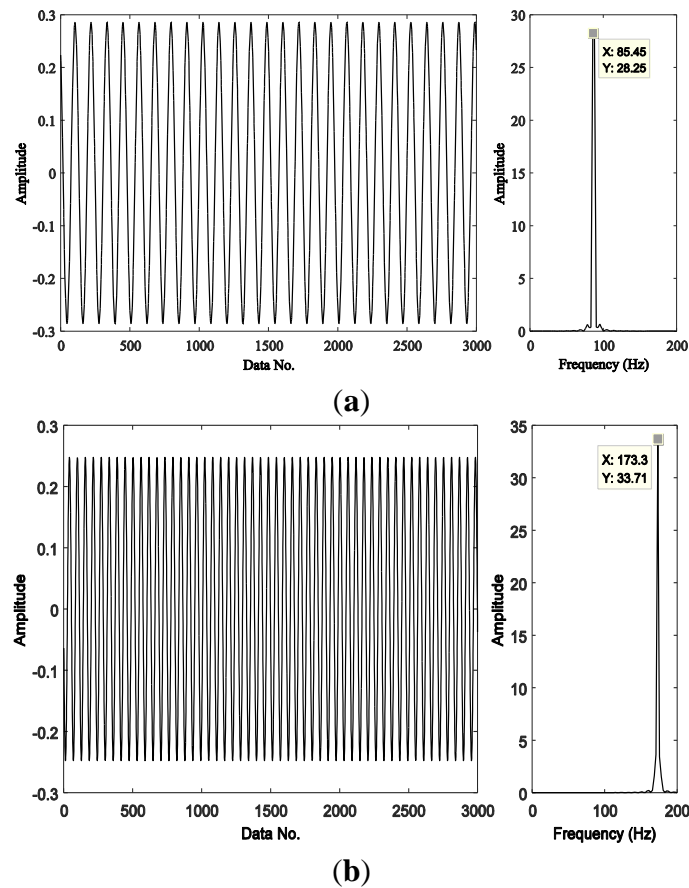 0.3
0.2
0.1
0
-0.1
-0.2
-0.3
Amplitude
0 500 1000 1500 2000 2500 3000
Data No.
30
25
20
15
10
5
0
Amplitude
X: 85.45
Y: 28.25
0 100 200
Frequency (Hz)
(a)
0.3
0.2
0.1
0
-0.1
-0.2
-0.3
Amplitude
0 500 1000 1500 2000 2500 3000
Data No.
35
30
25
20
15
10
5
0
Amplitude
X: 173.3
Y: 33.71
0 100 200
Frequency (Hz)
(b)